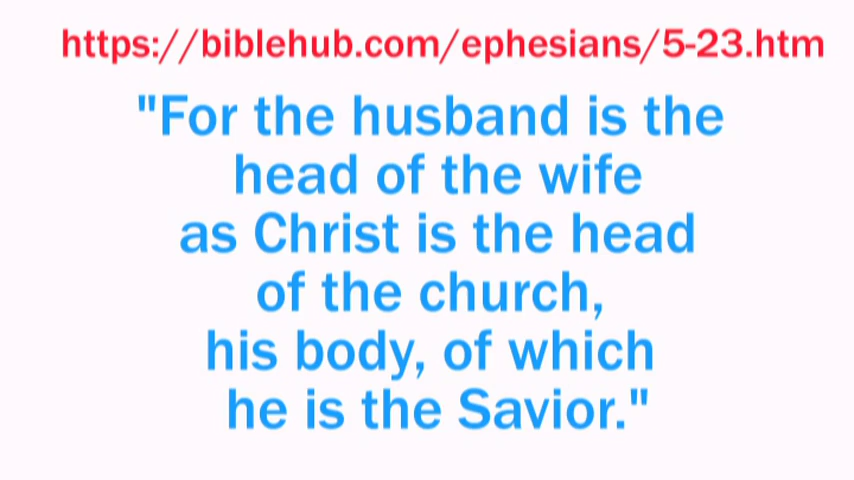 https://biblehub.com/ephesians/5-23.htm
"For the husband is the
head of the wife
as Christ is the head
of the church,
his body, of which
he is the Savior."